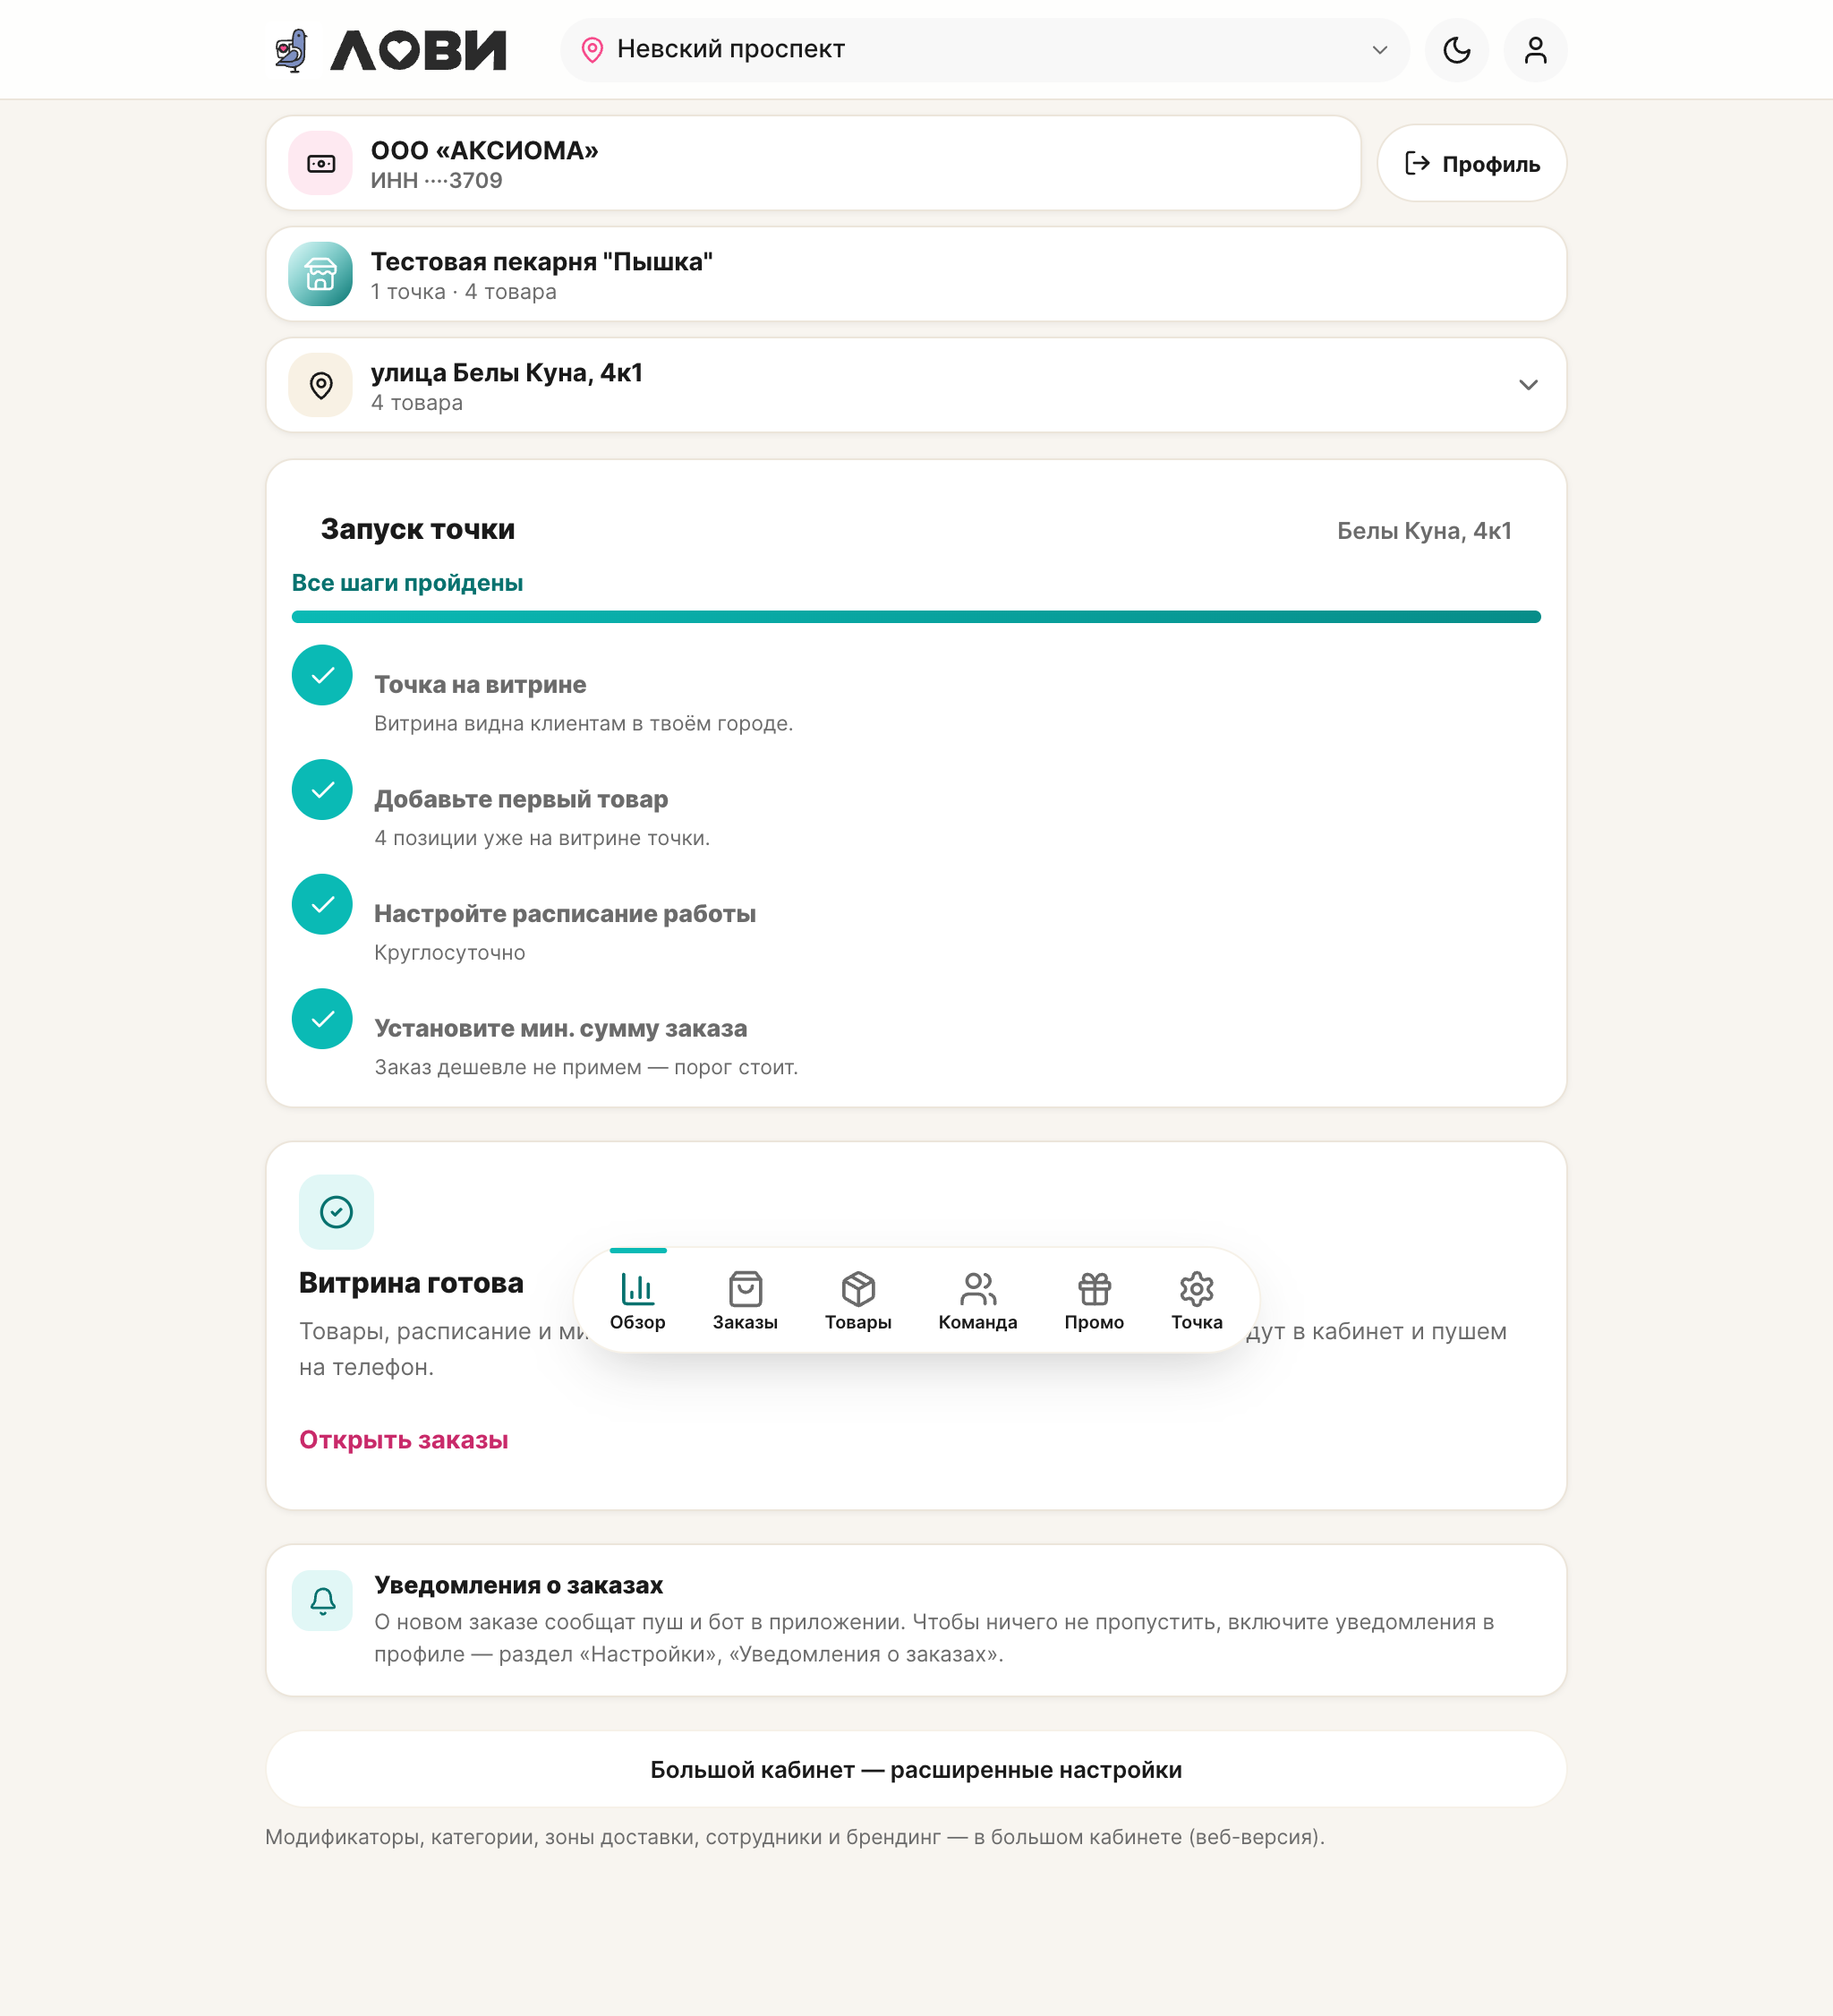 ЛОВИ
Невский проспект
ООО «АКСИОМА»
ИНН ····3709
Профиль
Тестовая пекарня "Пышка"
1 точка · 4 товара
улица Белы Куна, 4к1
4 товара
Запуск точки
Белы Куна, 4к1
Все шаги пройдены
Точка на витрине
Витрина видна клиентам в твоём городе.
Добавьте первый товар
4 позиции уже на витрине точки.
Настройте расписание работы
Круглосуточно
Установите мин. сумму заказа
Заказ дешевле не примем — порог стоит.
Витрина готова
Товары, расписание и
в кабинет и пушем
на телефон.
Обзор
Заказы
Товары
Команда
Промо
Точка
Открыть заказы
Уведомления о заказах
О новом заказе сообщат пуш и бот в приложении. Чтобы ничего не пропустить, включите уведомления в
профиле — раздел «Настройки», «Уведомления о заказах».
Большой кабинет — расширенные настройки
Модификаторы, категории, зоны доставки, сотрудники и брендинг — в большом кабинете (веб-версия).